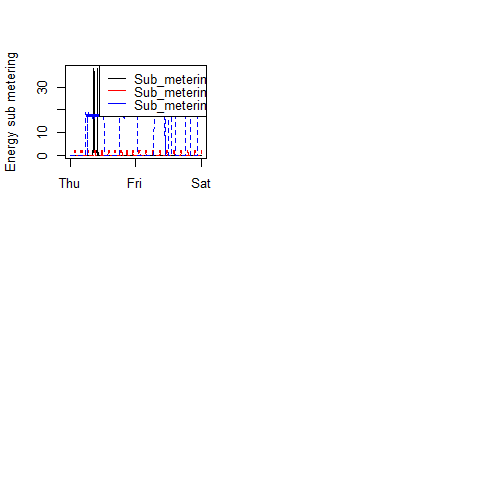 Energy sub metering
30
10
0
Sub_meterin
Sub_meterin
Sub_meterin
Thu Fri Sat